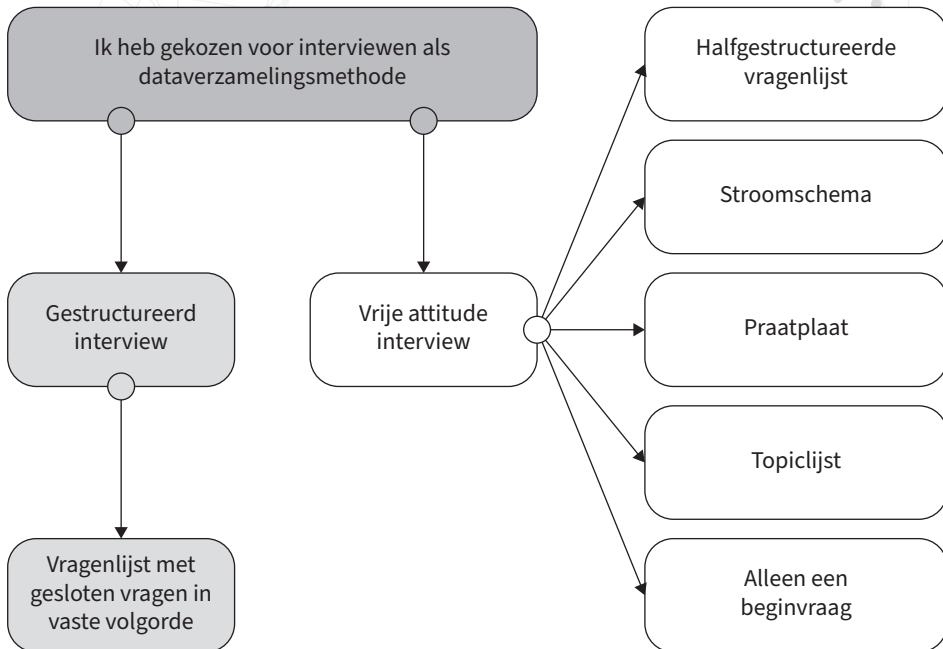 Ik heb gekozen voor interviewen als
dataverzamelingsmethode
Gestructureerd
interview
Vragenlijst met
gesloten vragen in
vaste volgorde
Vrije attitude
interview
Halfgestructureerde
vragenlijst
Stroomschema
Praatplaat
Topiclijst
Alleen een
beginvraag